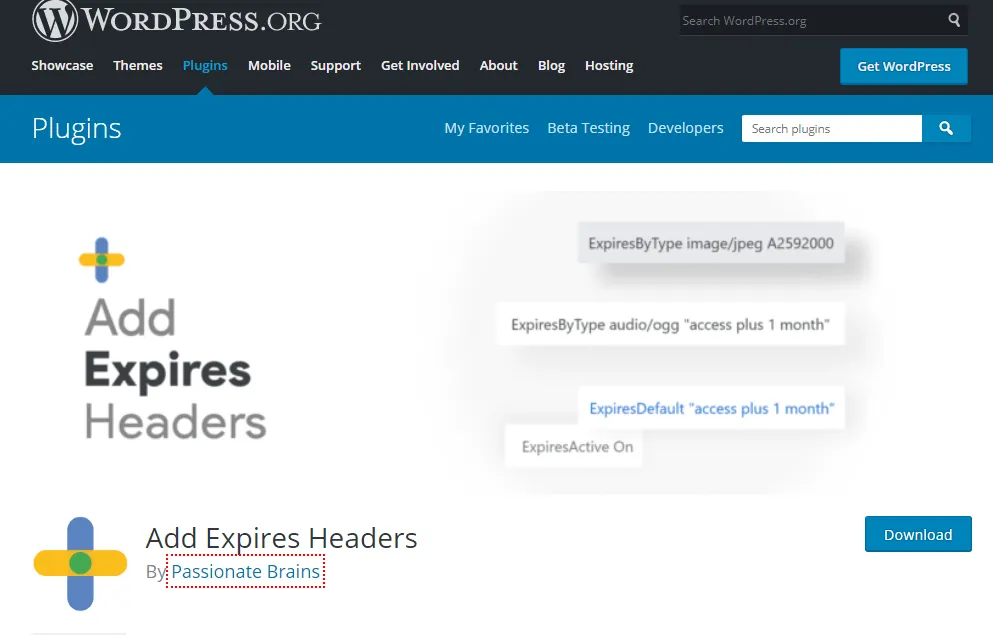 WORDPRESS.ORG
Search WordPress.org
Showcase Themes Plugins Mobile Support Get Involved About Blog Hosting
Get WordPress
Plugins
My Favorites Beta Testing Developers
Search plugins
Add
Expires
Headers
ExpiresByType image/jpeg A2592000
ExpiresByType audio/ogg "access plus 1 month"
ExpiresDefault "access plus 1 month"
ExpiresActive On
Add Expires Headers
Download
By Passionate Brains